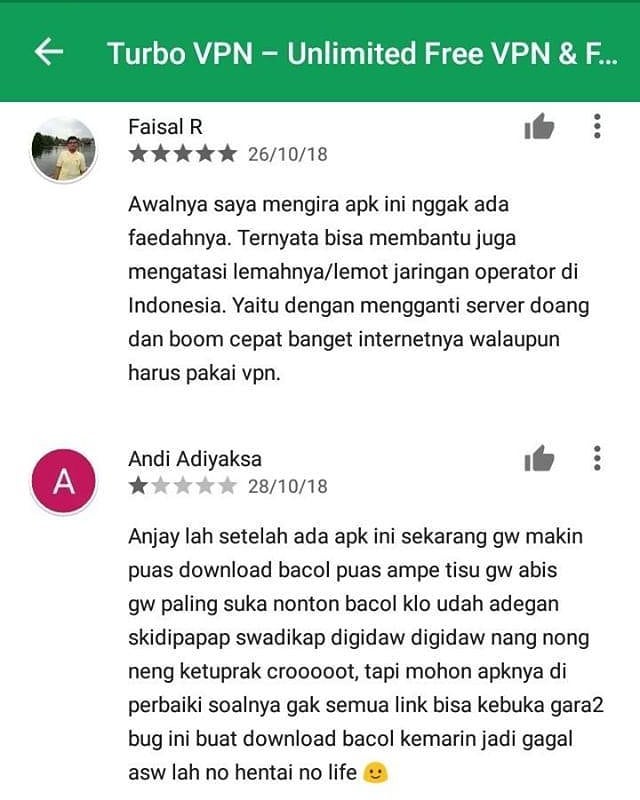 Turbo VPN – Unlimited Free VPN & F...
Faisal R
26/10/18
Awalnya saya mengira apk ini nggak ada
faedahnya. Ternyata bisa membantu juga
mengatasi lemahnya/lemot jaringan operator di
Indonesia. Yaitu dengan mengganti server doang
dan boom cepat banget internetnya walaupun
harus pakai vpn.
A
Andi Adiyaksa
28/10/18
Anjay lah setelah ada apk ini sekarang gw makin
puas download bacol puas ampe tisu gw abis
gw paling suka nonton bacol klo udah adegan
skidipapap swadikap digidaw digidaw nang nong
neng ketuprak crooooot, tapi mohon apknya di
perbaiki soalnya gak semua link bisa kebuka gara2
bug ini buat download bacol kemarin jadi gagal
asw lah no hentai no life 🙂